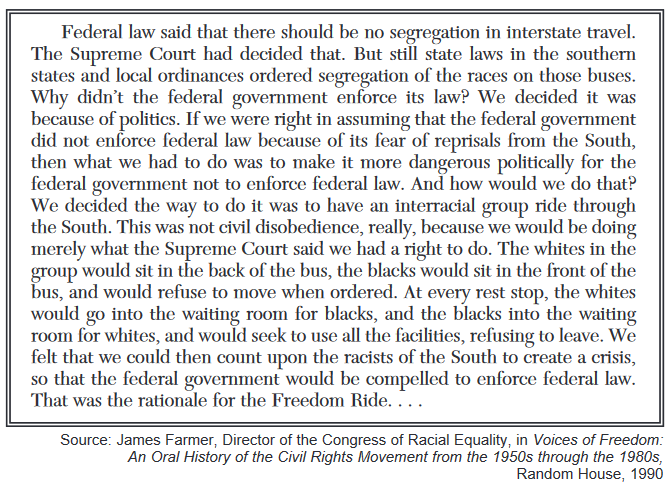 Federal law said that there should be no segregation in interstate travel.
The Supreme Court had decided that. But still state laws in the southern
states and local ordinances ordered segregation of the races on those buses.
Why didn’t the federal government enforce its law? We decided it was
because of politics. If we were right in assuming that the federal government
did not enforce federal law because of its fear of reprisals from the South,
then what we had to do was to make it more dangerous politically for the
federal government not to enforce federal law. And how would we do that?
We decided the way to do it was to have an interracial group ride through
the South. This was not civil disobedience, really, because we would be doing
merely what the Supreme Court said we had a right to do. The whites in the
group would sit in the back of the bus, the blacks would sit in the front of the
bus, and would refuse to move when ordered. At every rest stop, the whites
would go into the waiting room for blacks, and the blacks into the waiting
room for whites, and would seek to use all the facilities, refusing to leave. We
felt that we could then count upon the racists of the South to create a crisis,
so that the federal government would be compelled to enforce federal law.
That was the rationale for the Freedom Ride. . . .
Source: James Farmer, Director of the Congress of Racial Equality, in Voices of Freedom:
An Oral History of the Civil Rights Movement from the 1950s through the 1980s,
Random House, 1990